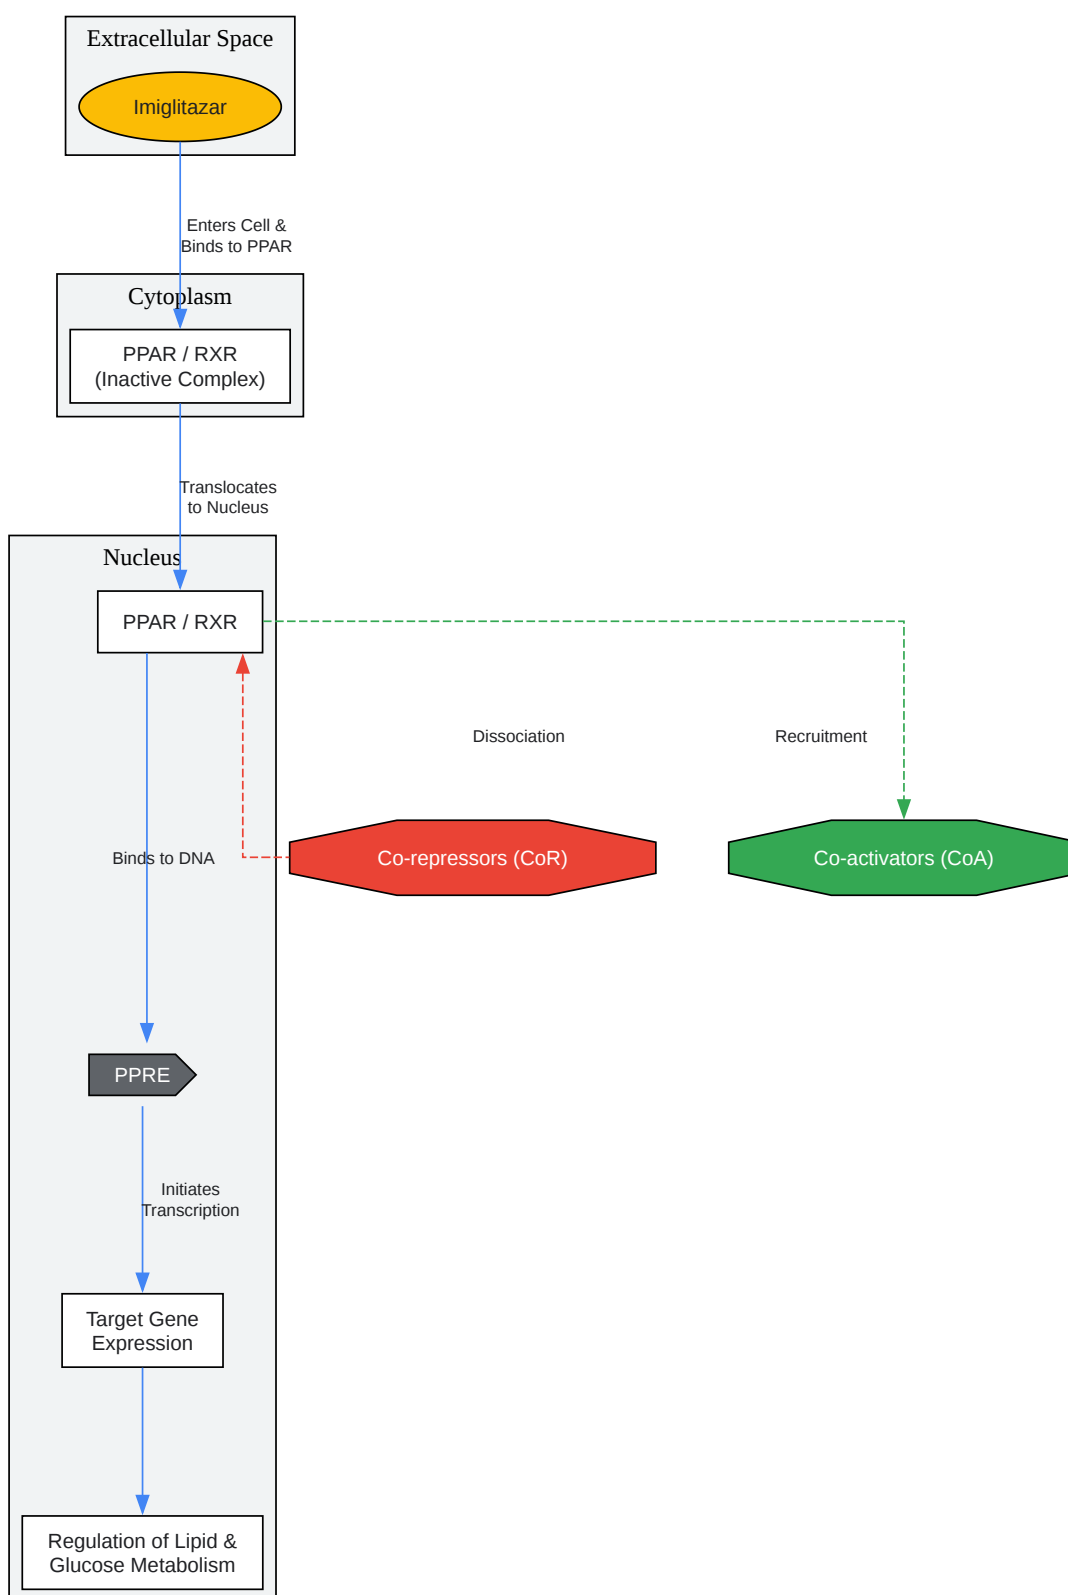 Extracellular Space
Imiglitazar
Enters Cell &
Binds to PPAR
Cytoplasm
PPAR / RXR
(Inactive Complex)
Translocates
to Nucleus
Nucleus
PPAR / RXR
Dissociation
Recruitment
Binds to DNA
Co-repressors (CoR)
Co-activators (CoA)
PPRE
Initiates
Transcription
Target Gene
Expression
Regulation of Lipid &
Glucose Metabolism